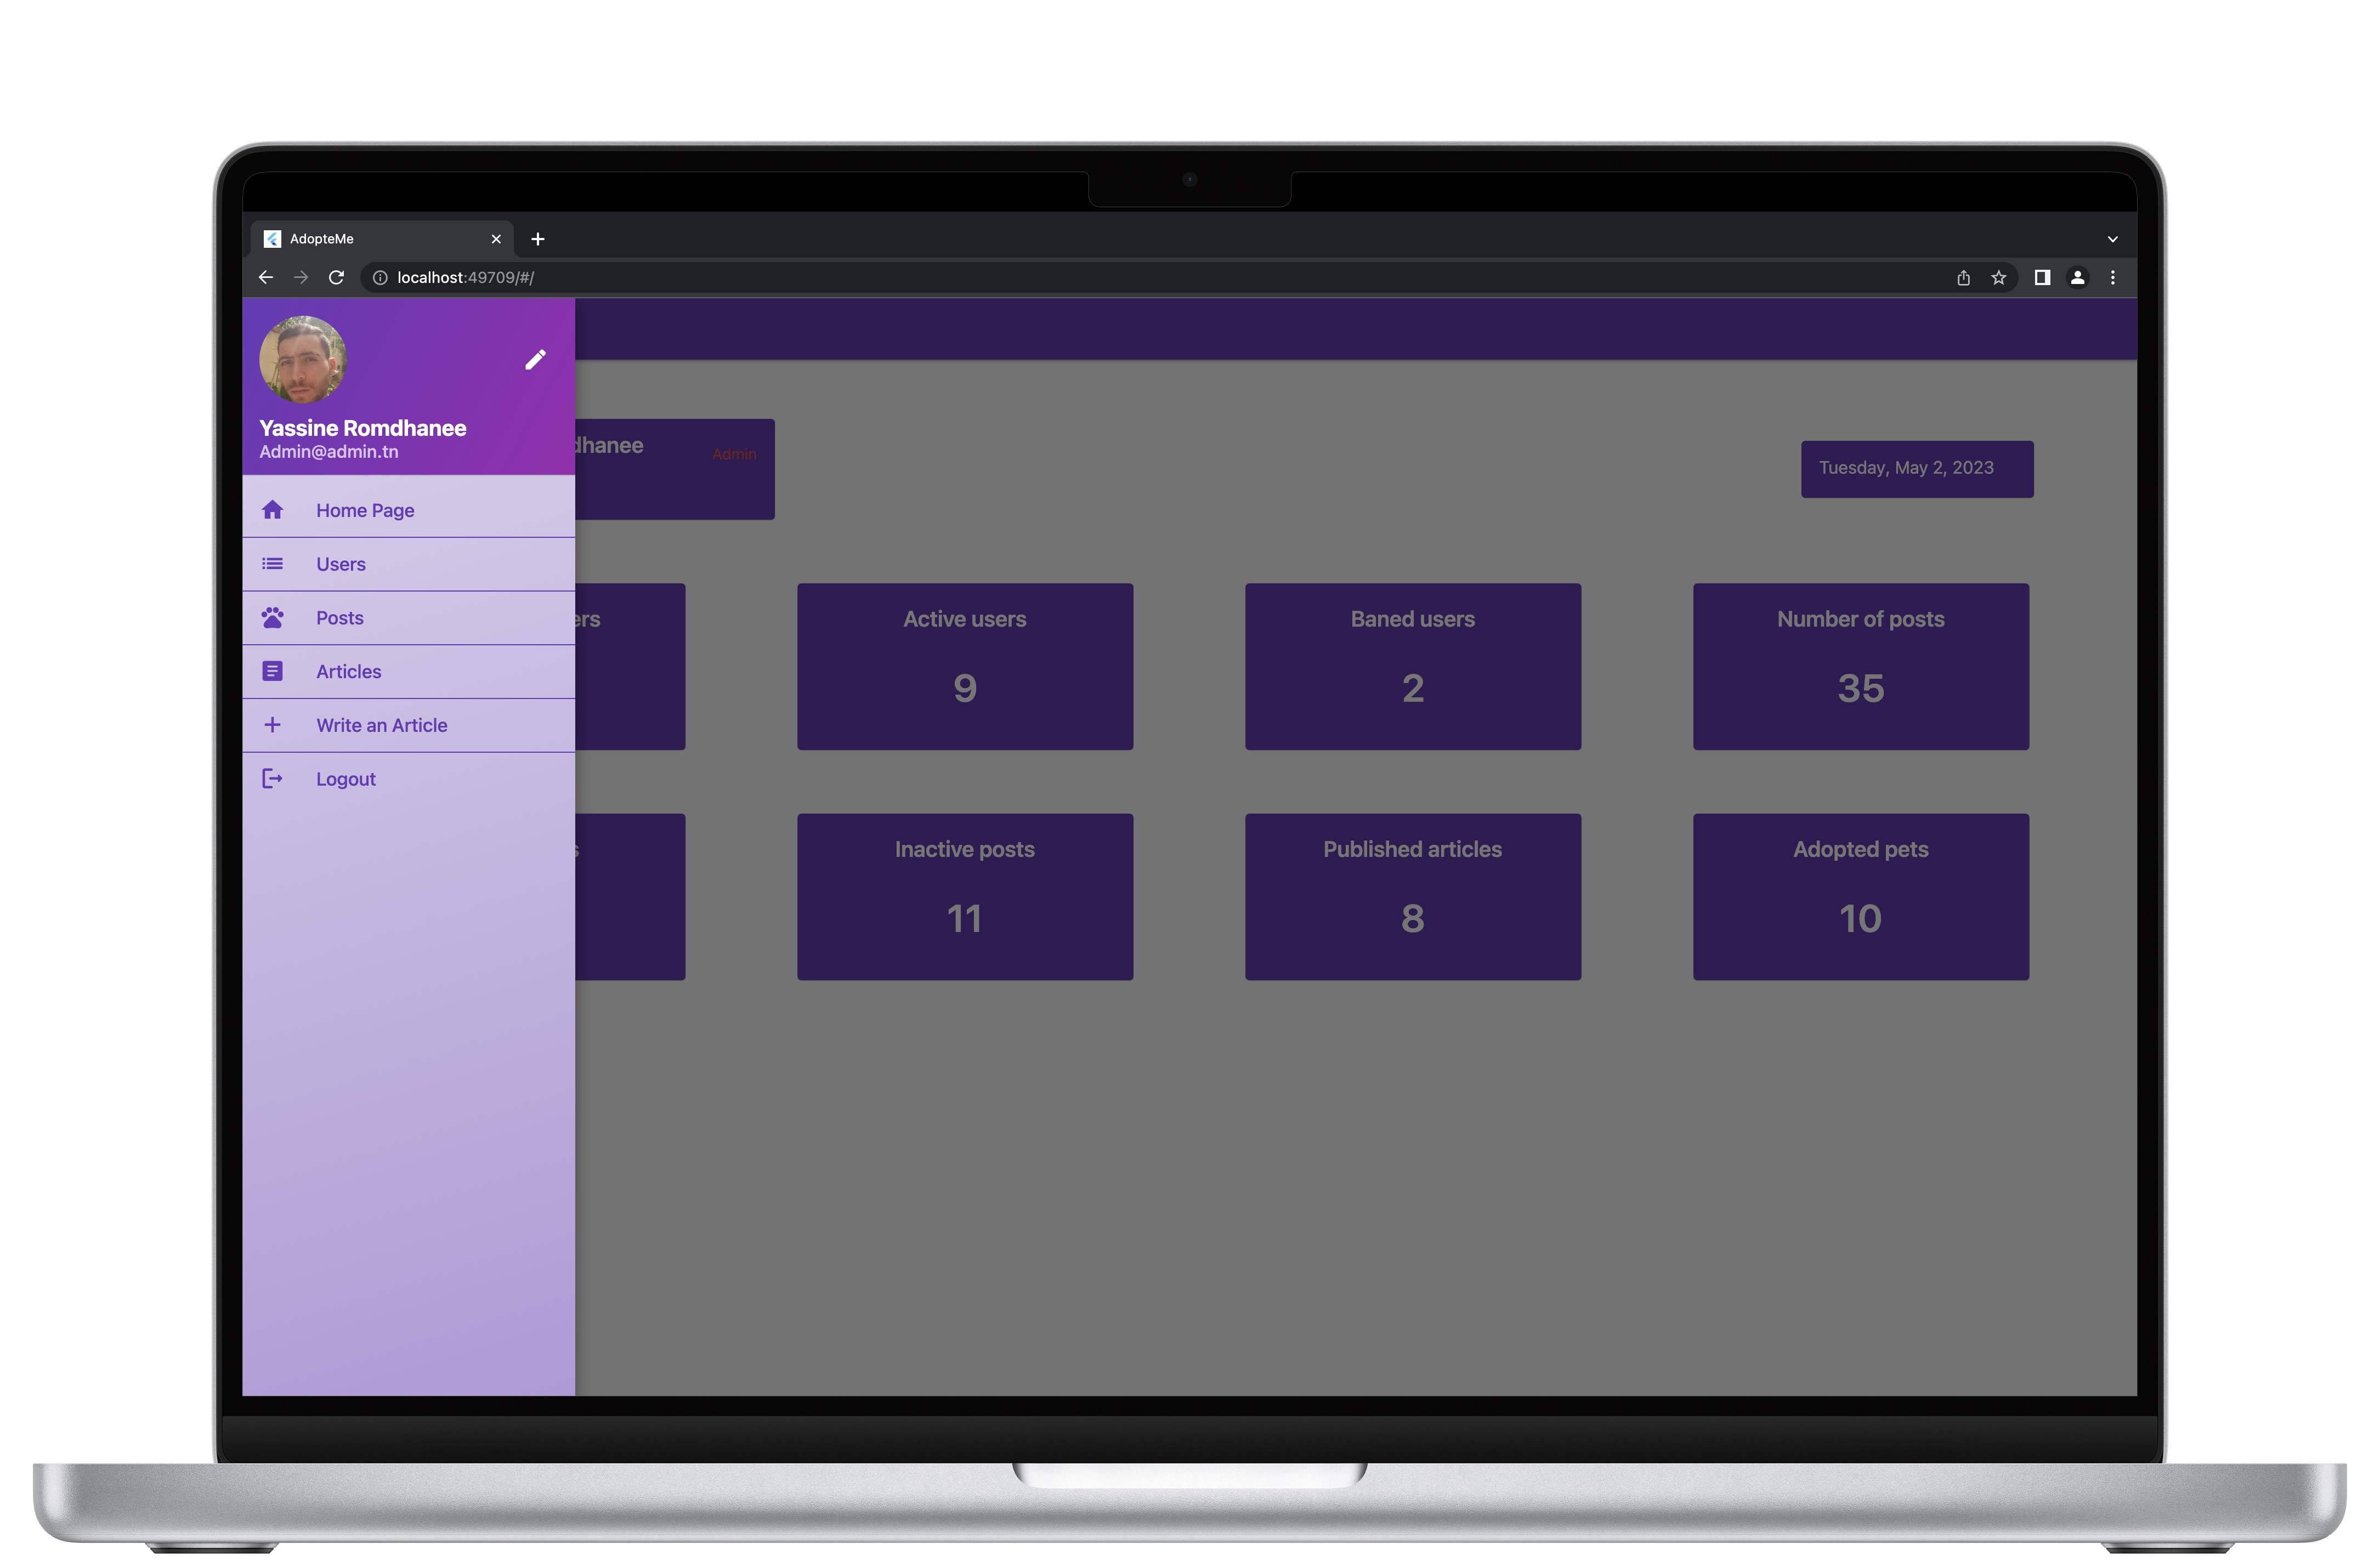 AdopteMe
localhost:49709/#/
Yassine Romdhanee
Admin@admin.tn
Home Page
Users
Posts
Articles
Write an Article
Logout
dhanee
Admin
Tuesday, May 2, 2023
ers
Active users
9
Baned users
2
Number of posts
35
s
Inactive posts
11
Published articles
8
Adopted pets
10